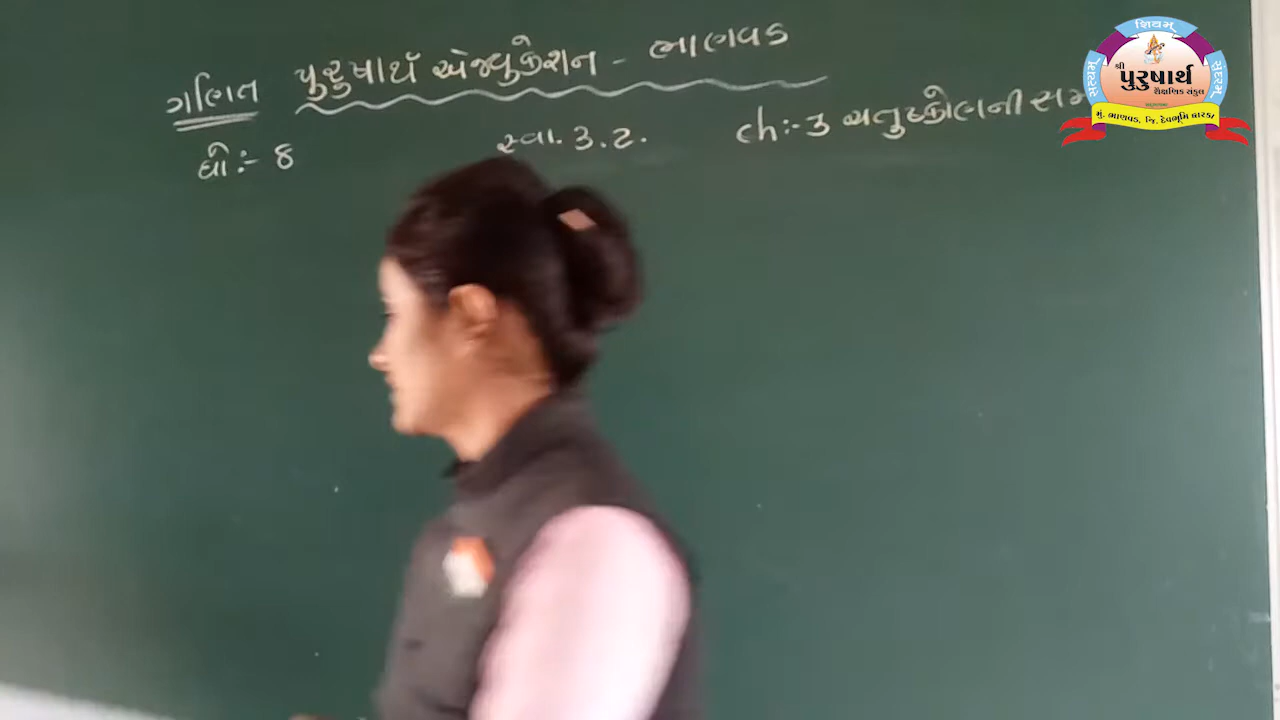 ગણિત પુરુષાર્થ એજ્યુકેશન - ભાણવડ
ધો :- 8 સ્વા. 3.2. ch:- 3 ચતુષ્કોણની સમ
શિવમ્
સત્યમ્ સુંદરમ્
શ્રી
પુરુષાર્થ
શૈક્ષણિક સંકુલ
મું. ભાણવડ, જિ. દેવભૂમિ દ્વારકા